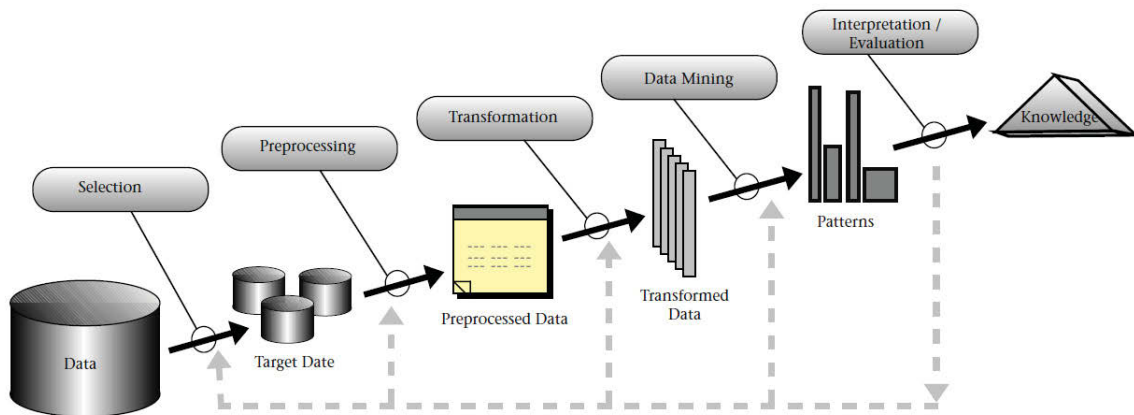 Interpretation /
Evaluation
Data Mining
Transformation
Preprocessing
Selection
Knowledge
Patterns
Transformed
Data
Preprocessed Data
Target Date
Data